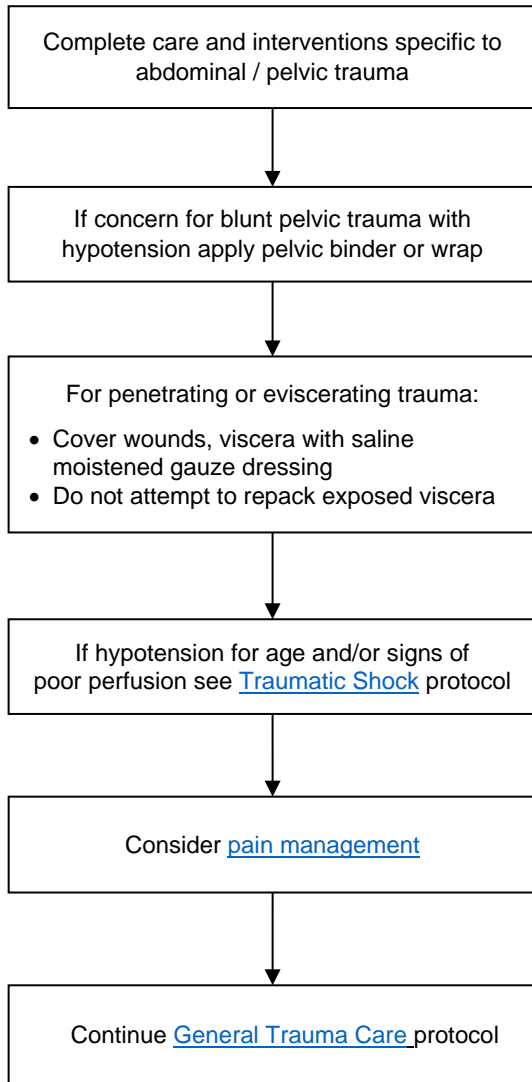 Complete care and interventions specific to
abdominal / pelvic trauma
If concern for blunt pelvic trauma with
hypotension apply pelvic binder or wrap
For penetrating or eviscerating trauma:
• Cover wounds, viscera with saline
moistened gauze dressing
• Do not attempt to repack exposed viscera
If hypotension for age and/or signs of
poor perfusion see Traumatic Shock protocol
Consider pain management
Continue General Trauma Care protocol